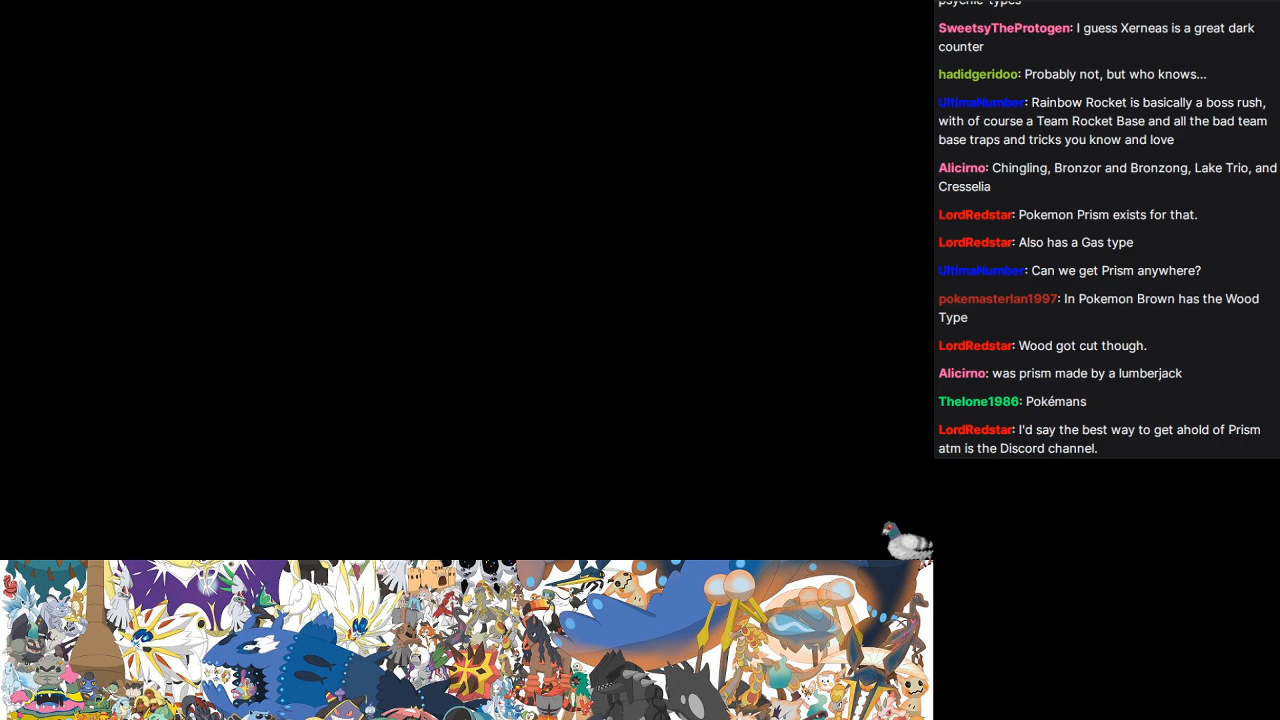 psychic-types
SweetsyTheProtogen: I guess Xerneas is a great dark
counter
hadidgeridoo: Probably not, but who knows...
UltimaNumber: Rainbow Rocket is basically a boss rush,
with of course a Team Rocket Base and all the bad team
base traps and tricks you know and love
Alicirno: Chingling, Bronzor and Bronzong, Lake Trio, and
Cresselia
LordRedstar: Pokemon Prism exists for that.
LordRedstar: Also has a Gas type
UltimaNumber: Can we get Prism anywhere?
pokemasterIan1997: In Pokemon Brown has the Wood
Type
LordRedstar: Wood got cut though.
Alicirno: was prism made by a lumberjack
Thelone1986: Pokémans
LordRedstar: I'd say the best way to get ahold of Prism
atm is the Discord channel.